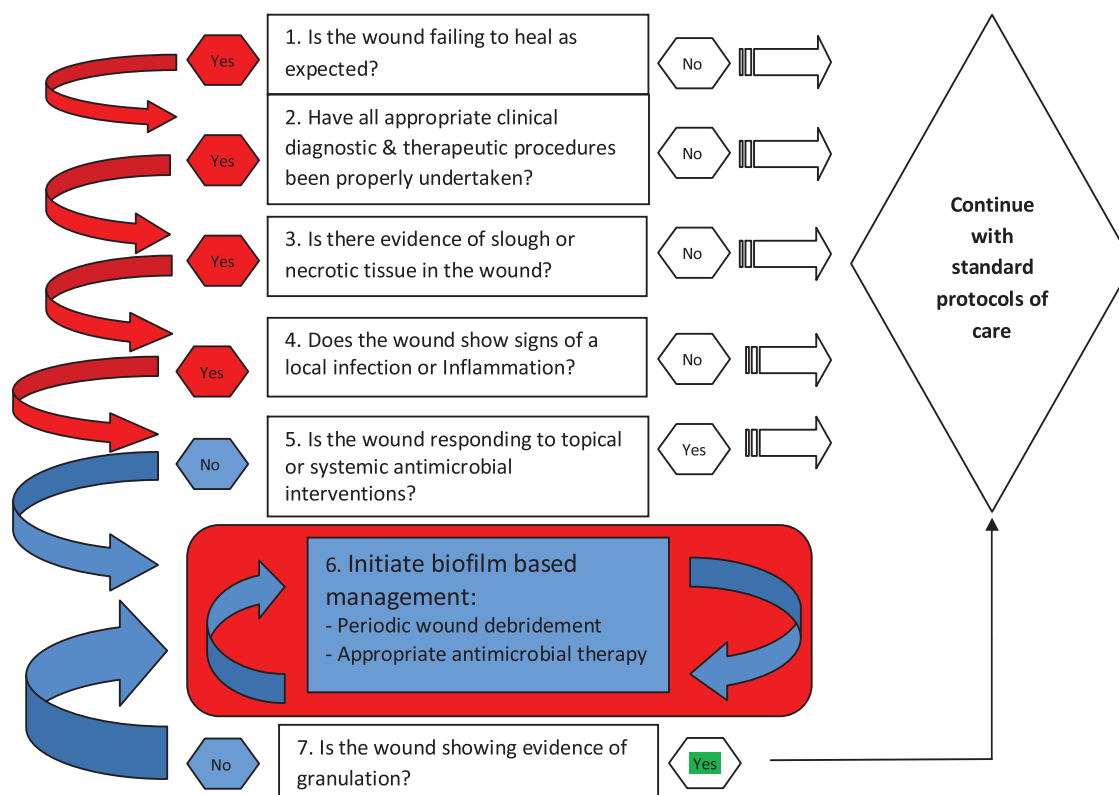 1. Is the wound failing to heal as
expected?
Yes
No
2. Have all appropriate clinical
diagnostic & therapeutic procedures
been properly undertaken?
Yes
No
3. Is there evidence of slough or
necrotic tissue in the wound?
Yes
No
4. Does the wound show signs of a
local infection or Inflammation?
Yes
No
5. Is the wound responding to topical
or systemic antimicrobial
interventions?
No
Yes
Continue
with
standard
protocols of
care
6. Initiate biofilm based
management:
- Periodic wound debridement
- Appropriate antimicrobial therapy
7. Is the wound showing evidence of
granulation?
No
Yes